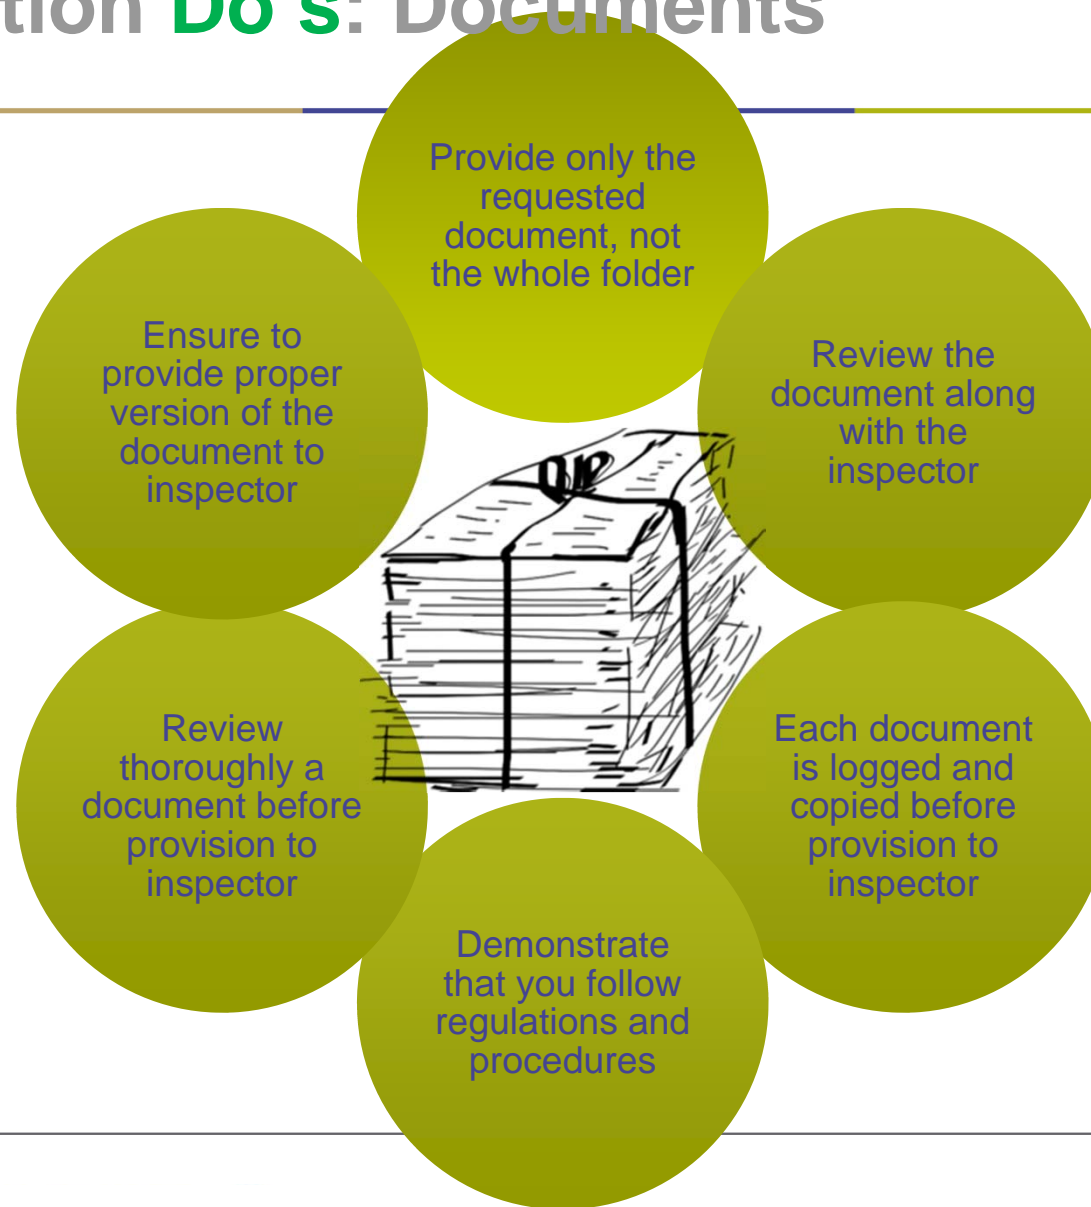 tion Do's: Documents
Provide only the
requested
document, not
the whole folder
Review the
document along
with the
inspector
Each document
is logged and
copied before
provision to
inspector
Demonstrate
that you follow
regulations and
procedures
Review
thoroughly a
document before
provision to
inspector
Ensure to
provide proper
version of the
document to
inspector